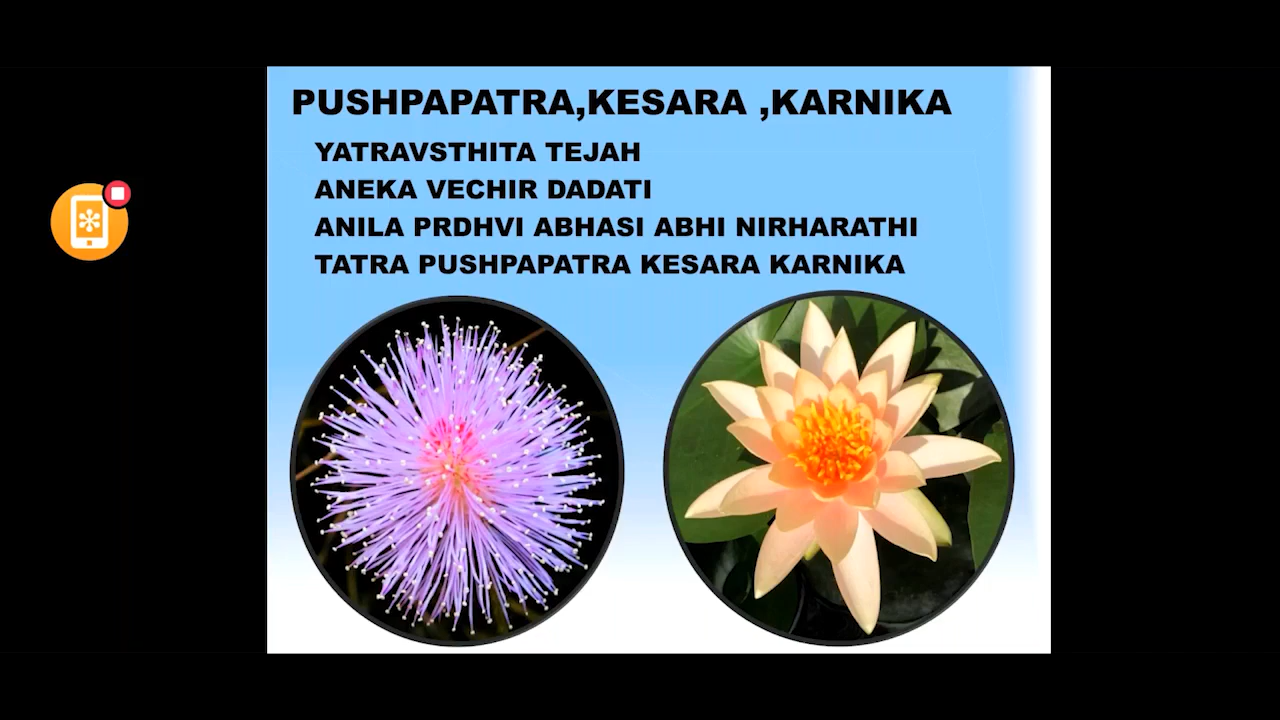 PUSHPAPATRA,KESARA ,KARNIKA
YATRAVSTHITA TEJAH
ANEKA VECHIR DADATI
ANILA PRDHVI ABHASI ABHI NIRHARATHI
TATRA PUSHPAPATRA KESARA KARNIKA